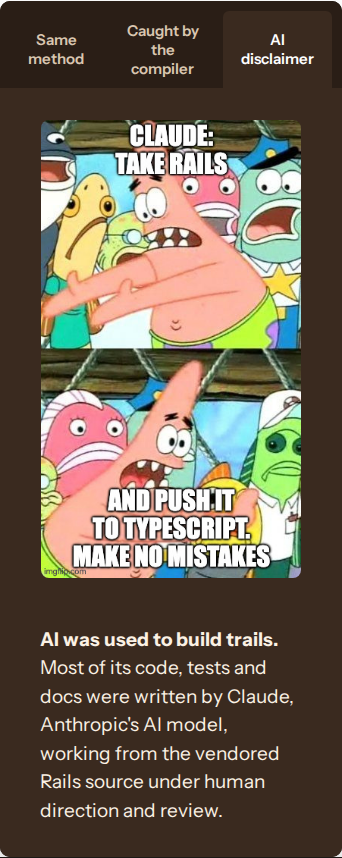 Same
method
Caught by
the
compiler
AI
disclaimer
CLAUDE:
TAKE RAILS
AND PUSH IT
TO TYPESCRIPT.
MAKE NO MISTAKES
imgflip.com
AI was used to build trails.
Most of its code, tests and
docs were written by Claude,
Anthropic's AI model,
working from the vendored
Rails source under human
direction and review.